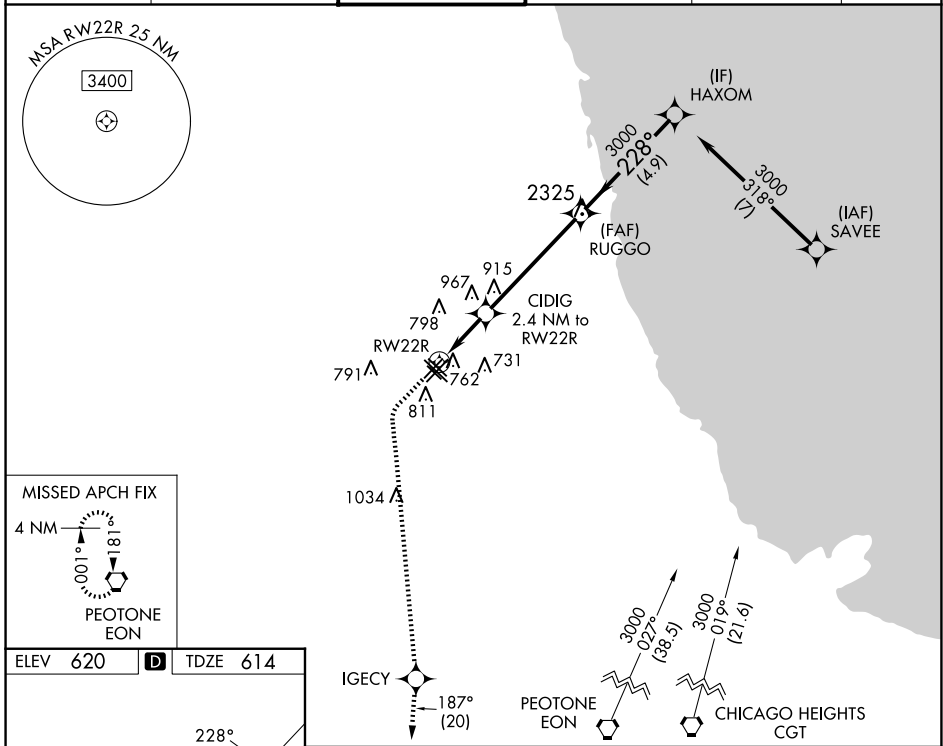 MSA RW22R 25 NM
3400
(IF)
HAXOM
3000
228°
(4.9)
3000
318°
(7)
(IAF)
SAVEE
2325
(FAF)
RUGGO
967
915
798
CIDIG
2.4 NM to
RW22R
RW22R
791
762
731
811
1034
MISSED APCH FIX
4 NM
001°
181°
PEOTONE
EON
ELEV 620
D
TDZE 614
228°
IGECY
187°
(20)
3000
027°
(38.5)
PEOTONE
EON
3000
019°
(21.6)
CHICAGO HEIGHTS
CGT